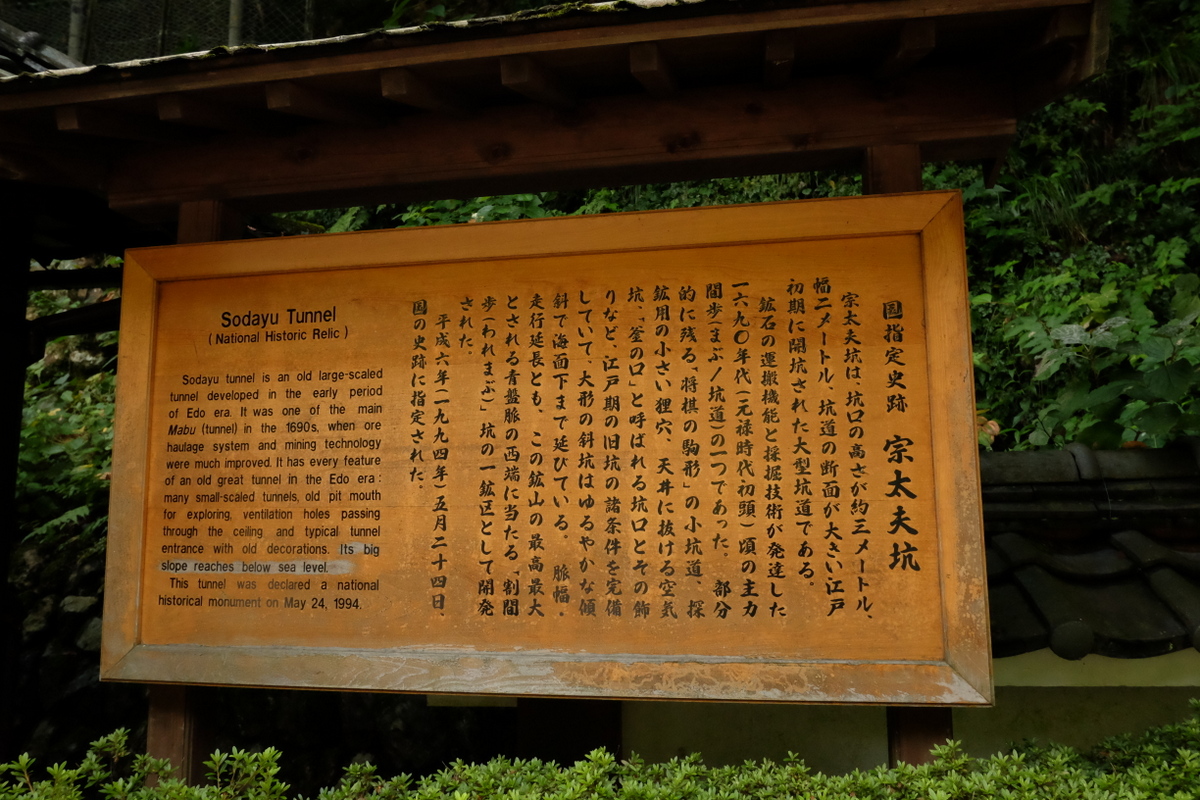 Sodayu Tunnel
( National Historic Relic )
Sodayu tunnel is an old large-scaled
tunnel developed in the early period
of Edo era. It was one of the main
Mabu (tunnel) in the 1690's, when ore
haulage system and mining technology
were much improved. It has every feature
of an old great tunnel in the Edo era :
many small-scaled tunnels, old pit mouth
for exploring, ventilation holes passing
through the ceiling and typical tunnel
entrance with old decorations. Its big
slope reaches below sea level.
This tunnel was declared a national
historical monument on May 24, 1994.
国指定史跡 宗太夫坑
宗太夫坑は、坑口の高さが約三メートル、
幅二メートル、坑道の断面が大きい江戸
初期に開坑された大型坑道である。
鉱石の運搬機能と採掘技術が発達した
一六九〇年代(元禄時代初頭)頃の主力
間歩(まぶ/坑道)の一つであった。 部分
的に残る「将棋の駒形」の小坑道、探
鉱用の小さい狸穴、天井に抜ける空気
坑、「釜の口」と呼ばれる坑口とその飾
りなど、江戸期の旧坑の諸条件を完備
していて、大形の斜坑はゆるやかな傾
斜で海面下まで延びている。 脈幅・
走行延長とも、この鉱山の最高最大
とされる青盤脈の西端に当たる「割間
歩(われまぶ)」坑の一鉱区として開発
された。
平成六年(一九九四年)五月二十四日、
国の史跡に指定された。